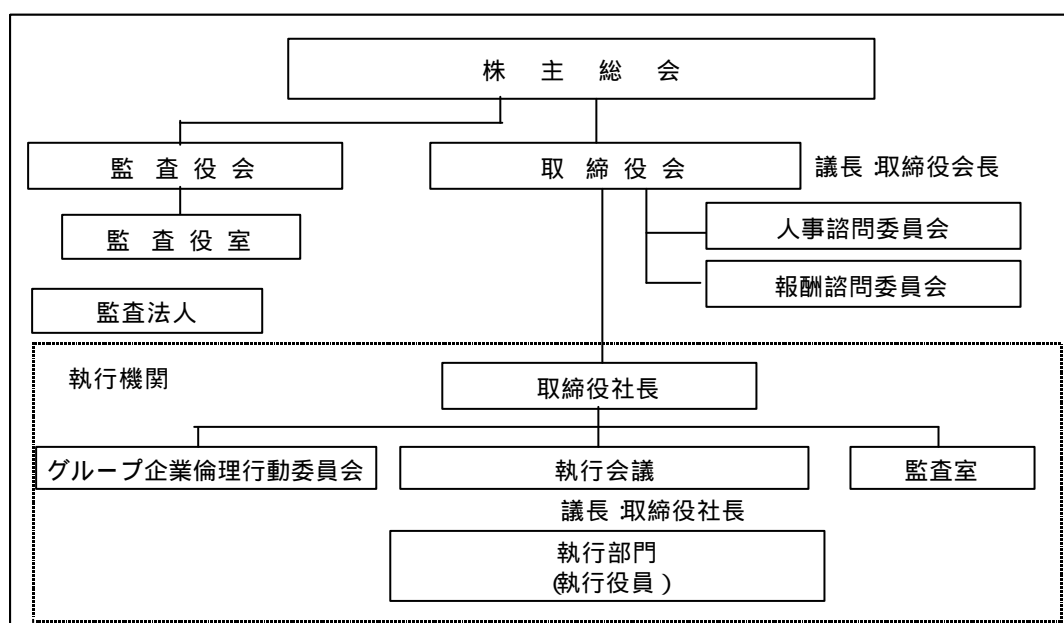 株 主 総 会
監 査 役 会
取 締 役 会
議長:取締役会長
監 査 役 室
人事諮問委員会
報酬諮問委員会
監査法人
執行機関
取締役社長
グループ企業倫理行動委員会
執行会議
監査室
議長:取締役社長
執行部門
(執行役員)